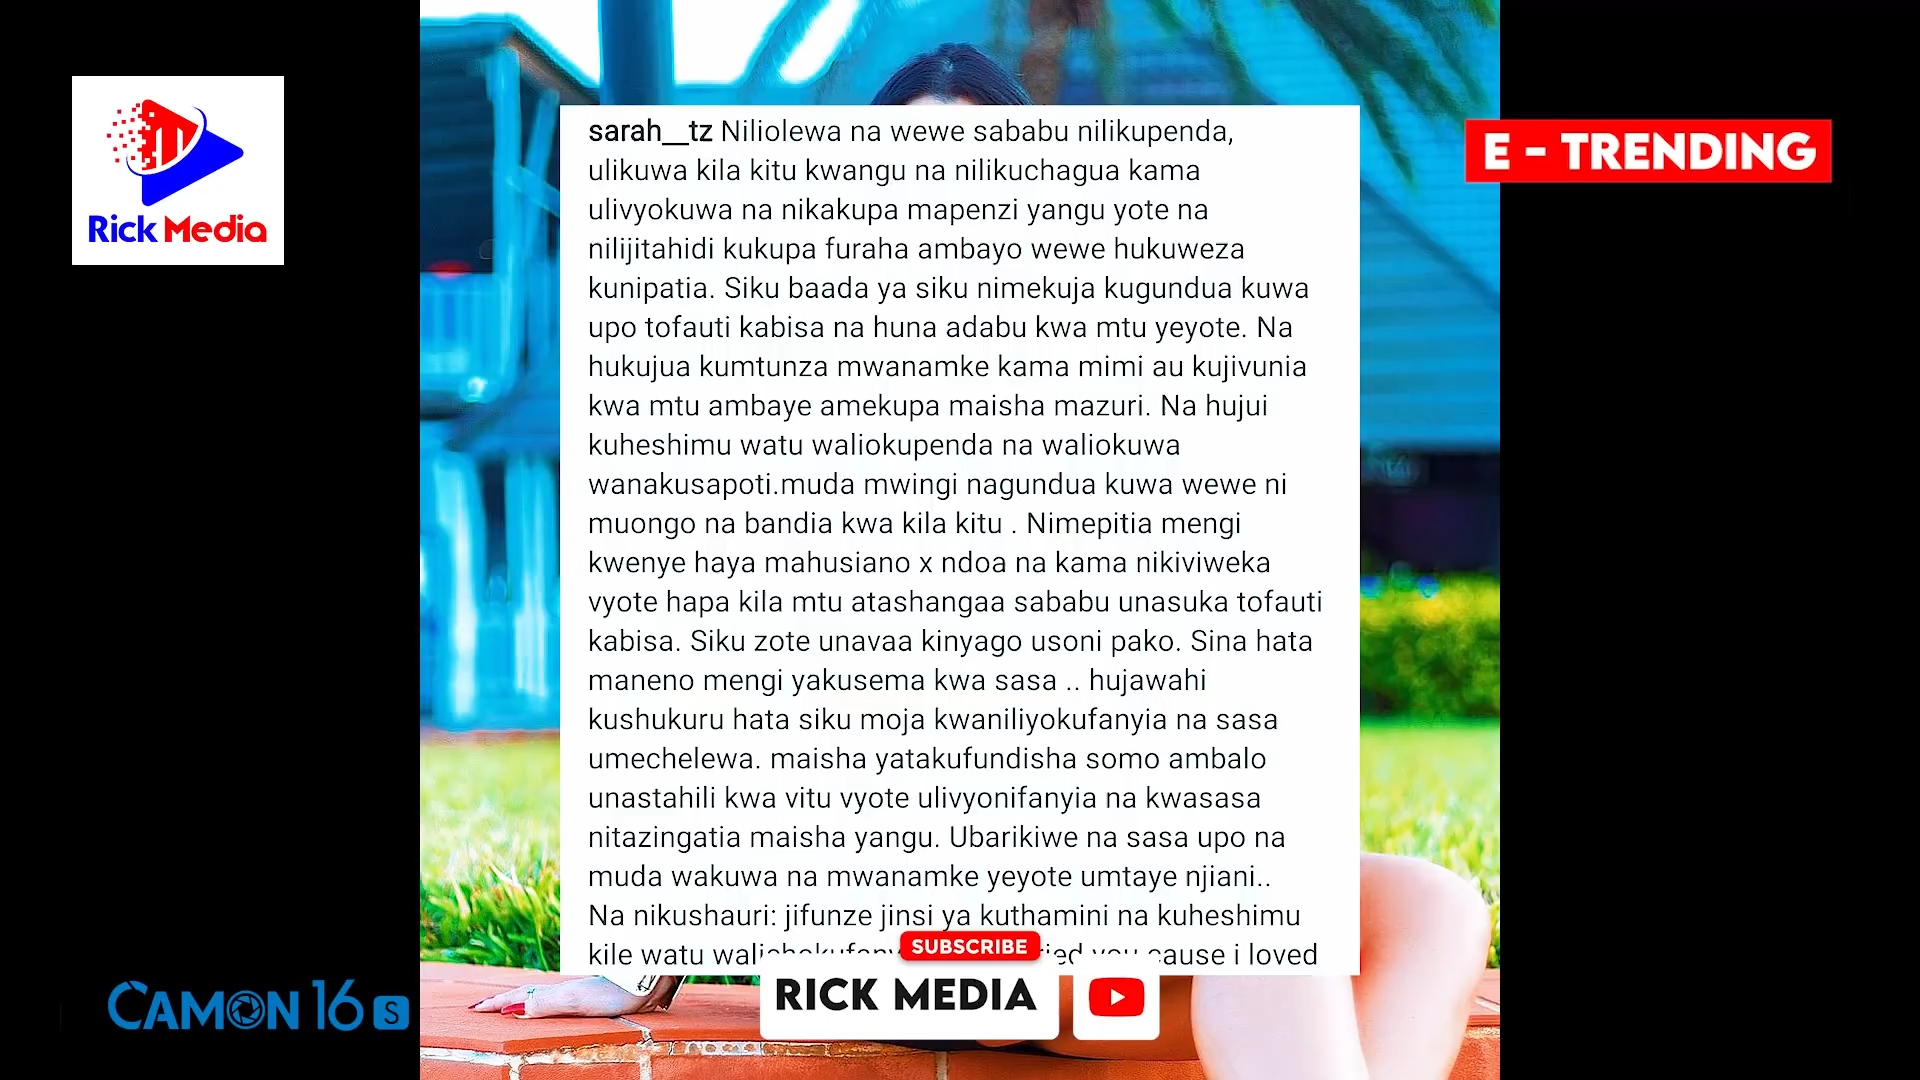 Rick Media
E - TRENDING
sarah__tz Niliolewa na wewe sababu nilikupenda,
ulikuwa kila kitu kwangu na nilikuchagua kama
ulivyokuwa na nikakupa mapenzi yangu yote na
nilijitahidi kukupa furaha ambayo wewe hukuweza
kunipatia. Siku baada ya siku nimekuja kugundua kuwa
upo tofauti kabisa na huna adabu kwa mtu yeyote. Na
hukujua kumtunza mwanamke kama mimi au kujivunia
kwa mtu ambaye amekupa maisha mazuri. Na hujui
kuheshimu watu waliokupenda na waliokuwa
wanakusapoti.muda mwingi nagundua kuwa wewe ni
muongo na bandia kwa kila kitu . Nimepitia mengi
kwenye haya mahusiano x ndoa na kama nikiviweka
vyote hapa kila mtu atashangaa sababu unasuka tofauti
kabisa. Siku zote unavaa kinyago usoni pako. Sina hata
maneno mengi yakusema kwa sasa .. hujawahi
kushukuru hata siku moja kwaniliyokufanyia na sasa
umechelewa. maisha yatakufundisha somo ambalo
unastahili kwa vitu vyote ulivyonifanyia na kwasasa
nitazingatia maisha yangu. Ubarikiwe na sasa upo na
muda wakuwa na mwanamke yeyote umtaye njiani..
Na nikushauri: jifunze jinsi ya kuthamini na kuheshimu
kile watu you cause i loved
SUBSCRIBE
RICK MEDIA
CAMON 16 S